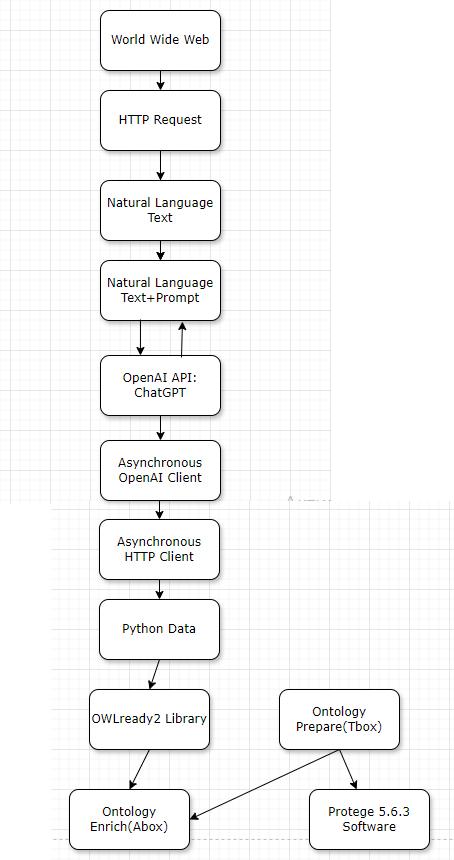 World Wide Web
HTTP Request
Natural Language
Text
Natural Language
Text+Prompt
OpenAI API:
ChatGPT
Asynchronous
OpenAI Client
Asynchronous
HTTP Client
Python Data
OWLready2 Library
Ontology
Prepare(Tbox)
Ontology
Enrich(Abox)
Protege 5.6.3
Software